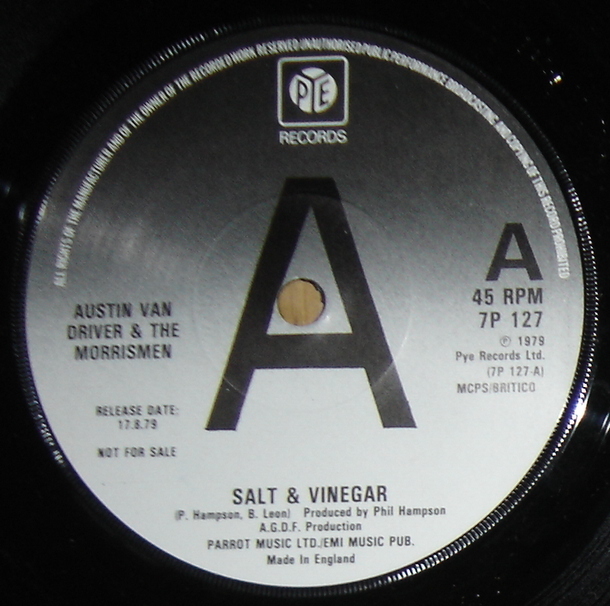 ALL RIGHTS OF THE MANUFACTURER AND OF THE OWNER OF THE RECORDED WORK RESERVED UNAUTHORISED PUBLIC PERFORMANCE BROADCASTING AND COPYING OF THIS RECORD PROHIBITED
PYE
RECORDS
A
A
45 RPM
7P 127
℗ 1979
Pye Records Ltd.
(7P 127-A)
MCPS/BRITICO
AUSTIN VAN
DRIVER & THE
MORRISMEN
RELEASE DATE:
17.8.79
NOT FOR SALE
SALT & VINEGAR
(P. Hampson, B. Leon) Produced by Phil Hampson
A.G.D.F. Production
PARROT MUSIC LTD./EMI MUSIC PUB.
Made in England